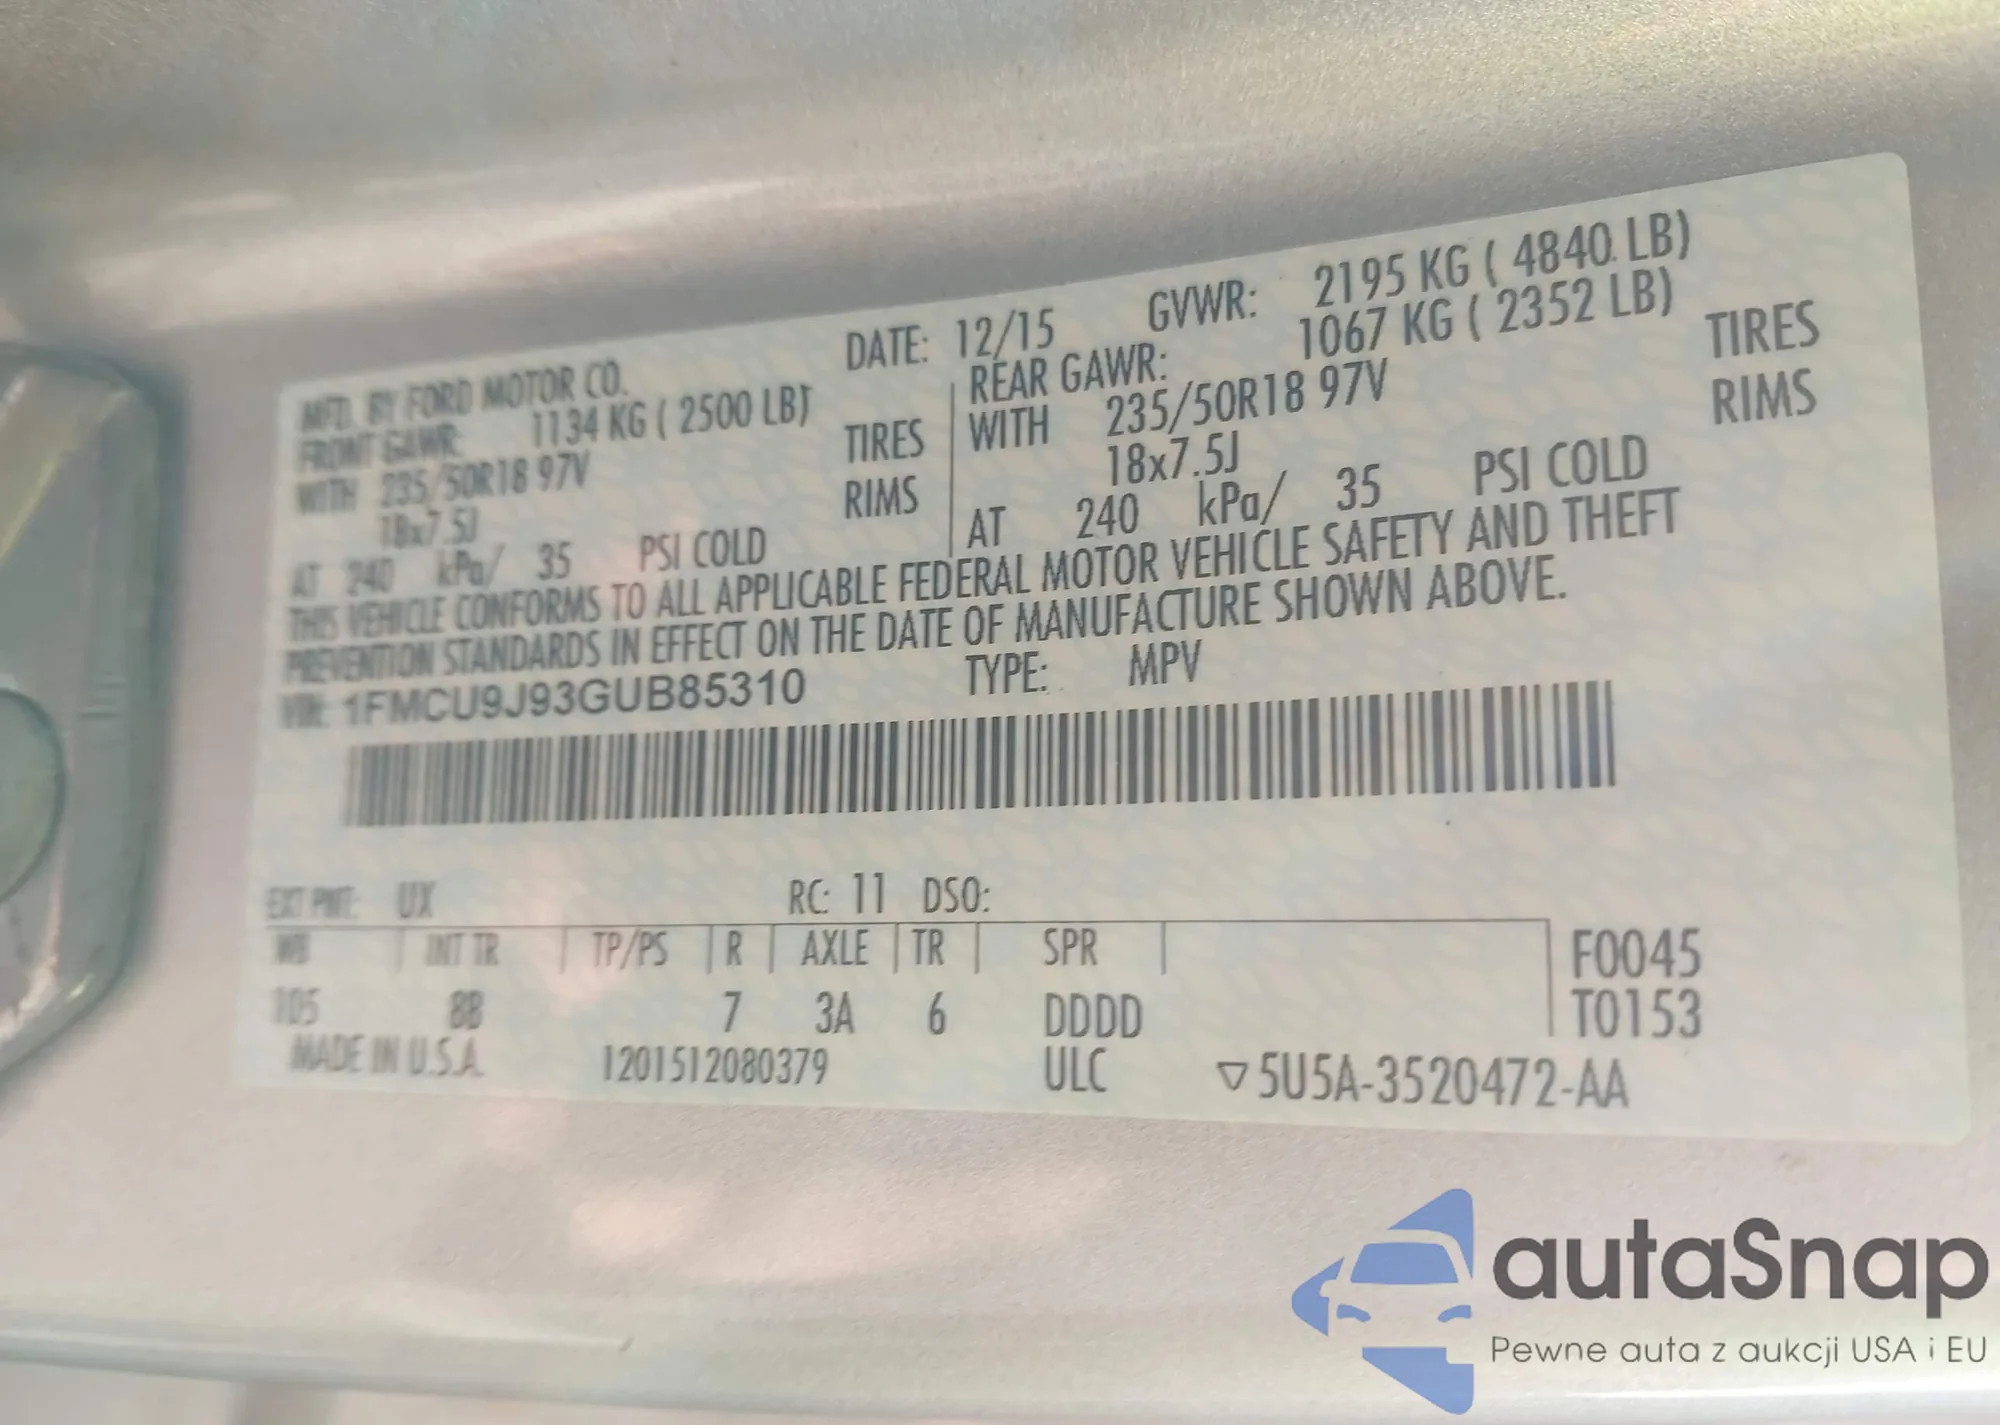 MFD. BY FORD MOTOR CO. DATE: 12/15 GVWR: 2195 KG ( 4840 LB)
FRONT GAWR: 1134 KG ( 2500 LB) REAR GAWR: 1067 KG ( 2352 LB)
WITH 235/50R18 97V TIRES WITH 235/50R18 97V TIRES
18x7.5J RIMS 18x7.5J RIMS
AT 240 kPa/ 35 PSI COLD AT 240 kPa/ 35 PSI COLD
THIS VEHICLE CONFORMS TO ALL APPLICABLE FEDERAL MOTOR VEHICLE SAFETY AND THEFT
PREVENTION STANDARDS IN EFFECT ON THE DATE OF MANUFACTURE SHOWN ABOVE.
VIN: 1FMCU9J93GUB85310 TYPE: MPV
EXT PNT: UX RC: 11 DSO:
WB INT TR TP/PS R AXLE TR SPR F0045
105 8B 7 3A 6 DDDD T0153
MADE IN U.S.A. 1201512080379 ULC ▽5U5A-3520472-AA
autaSnap
Pewne auta z aukcji USA i EU